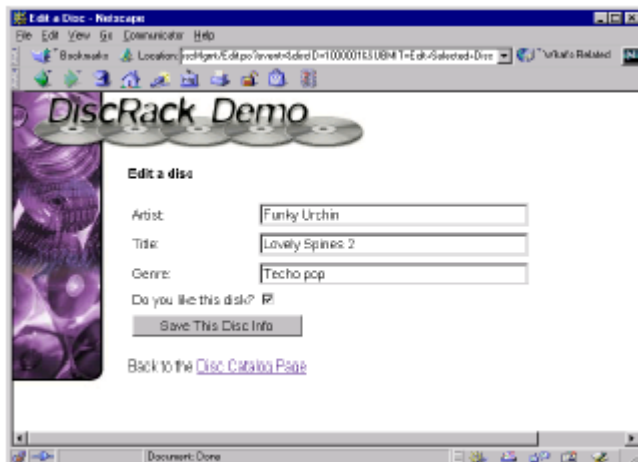 Edit a Disc - Netscape
File Edit View Go Communicator Help
Bookmarks Location: What's Related
DiscRack Demo
Edit a disc
Artist: Funky Urchin
Title: Lovely Spines 2
Genre: Techo pop
Do you like this disk?
Save This Disc Info
Back to the Disc Catalog Page
Document: Done